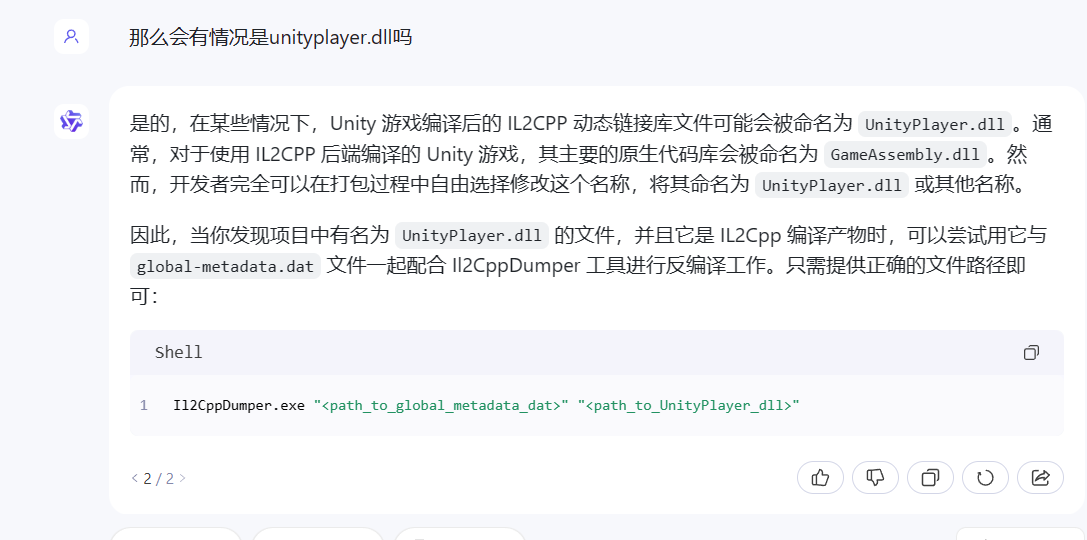 那么会有情况是unityplayer.dll吗
是的，在某些情况下，Unity 游戏编译后的 IL2CPP 动态链接库文件可能会被命名为 UnityPlayer.dll。通
常，对于使用 IL2CPP 后端编译的 Unity 游戏，其主要的原生代码库会被命名为 GameAssembly.dll。然
而，开发者完全可以在打包过程中自由选择修改这个名称，将其命名为 UnityPlayer.dll 或其他名称。
因此，当你发现项目中有名为 UnityPlayer.dll 的文件，并且它是 IL2Cpp 编译产物时，可以尝试用它与
global-metadata.dat 文件一起配合 Il2CppDumper 工具进行反编译工作。只需提供正确的文件路径即
可：
Shell
1 Il2CppDumper.exe "<path_to_global_metadata_dat>" "<path_to_UnityPlayer_dll>"
< 2 / 2 >